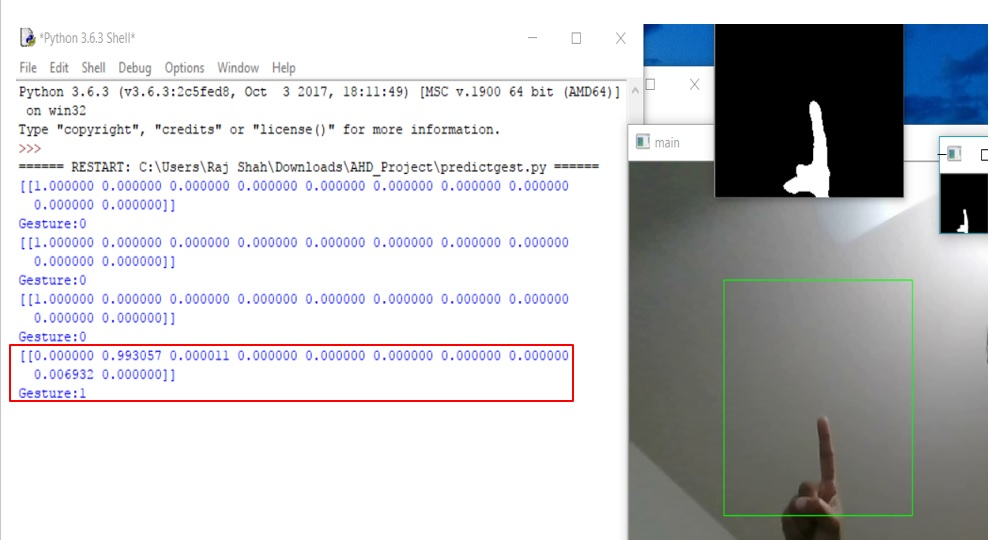 *Python 3.6.3 Shell*
File Edit Shell Debug Options Window Help
Python 3.6.3 (v3.6.3:2c5fed8, Oct  3 2017, 18:11:49) [MSC v.1900 64 bit (AMD64)]
on win32
Type "copyright", "credits" or "license()" for more information.
>>>
====== RESTART: C:\Users\Raj Shah\Downloads\AHD_Project\predictgest.py ======
[[1.000000 0.000000 0.000000 0.000000 0.000000 0.000000 0.000000 0.000000
0.000000 0.000000]]
Gesture:0
[[1.000000 0.000000 0.000000 0.000000 0.000000 0.000000 0.000000 0.000000
0.000000 0.000000]]
Gesture:0
[[1.000000 0.000000 0.000000 0.000000 0.000000 0.000000 0.000000 0.000000
0.000000 0.000000]]
Gesture:0
[[0.000000 0.993057 0.000011 0.000000 0.000000 0.000000 0.000000 0.000000
0.006932 0.000000]]
Gesture:1
main